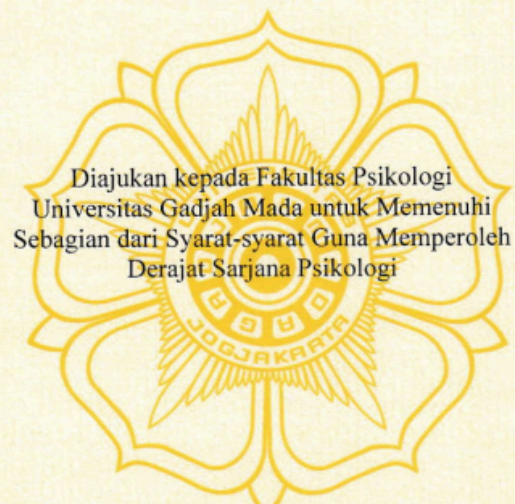 Diajukan kepada Fakultas Psikologi
Universitas Gadjah Mada untuk Memenuhi
Sebagian dari Syarat-syarat Guna Memperoleh
Derajat Sarjana Psikologi
JOGJAKARTA